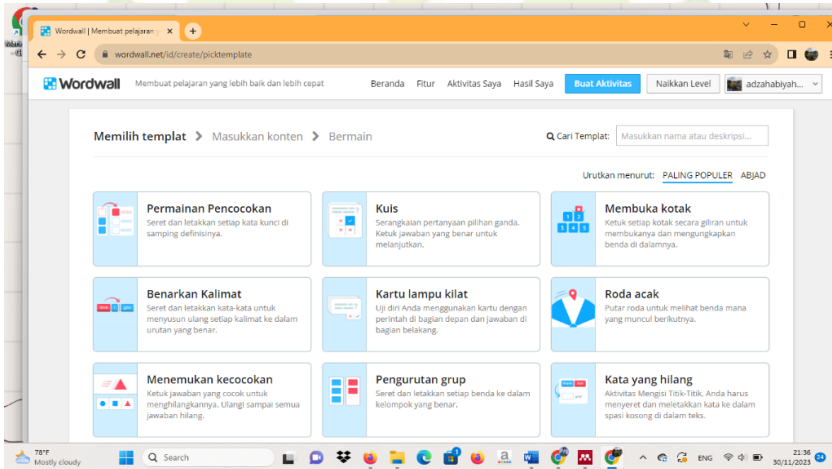 Wordwall | Membuat pelajaran
wordwall.net/id/create/picktemplate
Wordwall Membuat pelajaran yang lebih baik dan lebih cepat Beranda Fitur Aktivitas Saya Hasil Saya Buat Aktivitas Naikkan Level adzahabiyah...
Memilih templat > Masukkan konten > Bermain Cari Templat: Masukkan nama atau deskripsi...
Urutkan menurut: PALING POPULER ABJAD
Permainan Pencocokan
Seret dan letakkan setiap kata kunci di
samping definisinya.
Kuis
Serangkaian pertanyaan pilihan ganda.
Ketuk jawaban yang benar untuk
melanjutkan.
Membuka kotak
Ketuk setiap kotak secara giliran untuk
membukanya dan mengungkapkan
benda di dalamnya.
Benarkan Kalimat
Seret dan letakkan kata-kata untuk
menyusun ulang setiap kalimat ke dalam
urutan yang benar.
Kartu lampu kilat
Uji diri Anda menggunakan kartu dengan
perintah di bagian depan dan jawaban di
bagian belakang.
Roda acak
Putar roda untuk melihat benda mana
yang muncul berikutnya.
Menemukan kecocokan
Ketuk jawaban yang cocok untuk
menghilangkannya. Ulangi sampai semua
jawaban hilang.
Pengurutan grup
Seret dan letakkan setiap benda ke dalam
kelompok yang benar.
Kata yang hilang
Aktivitas Mengisi Titik-Titik, Anda harus
menyeret dan meletakkan kata ke dalam
spasi kosong di dalam teks.
78°F
Mostly cloudy
Search
ENG
21:36
30/11/2023